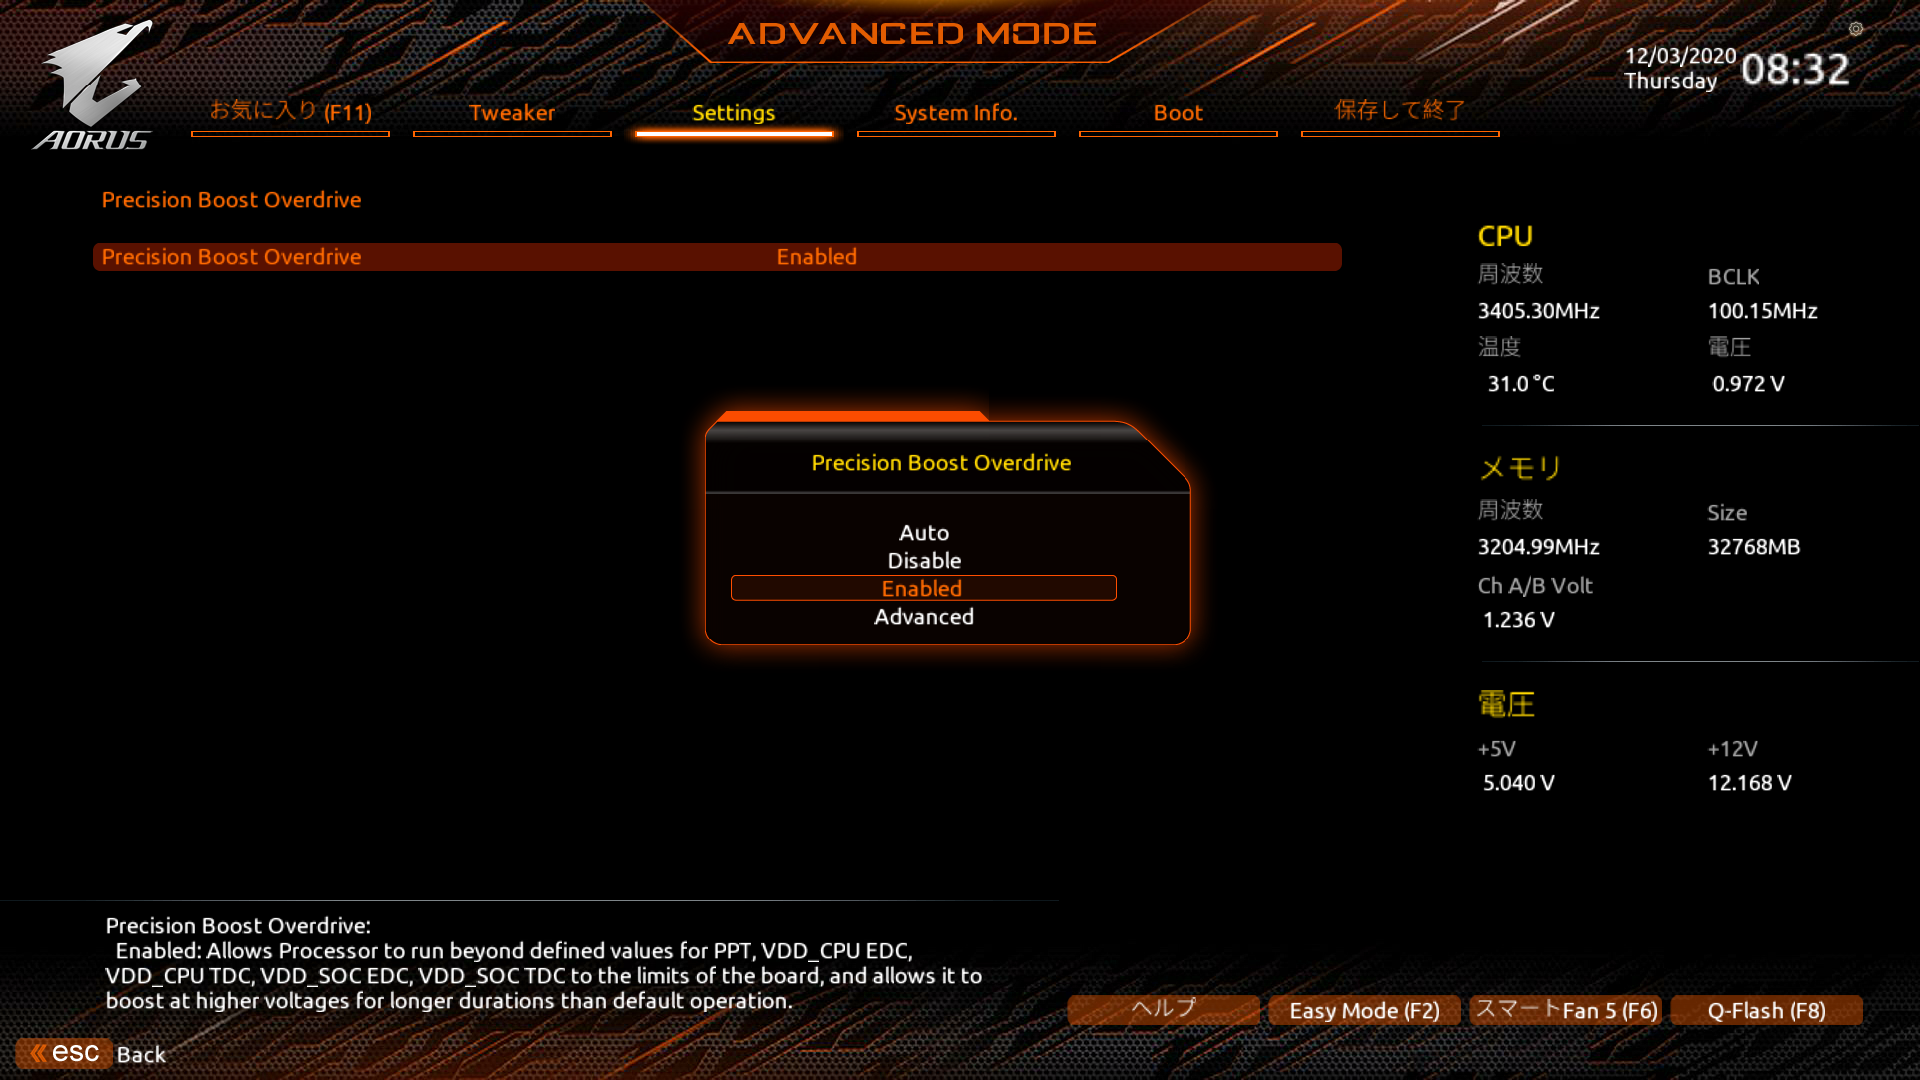 ADVANCED MODE
12/03/2020
Thursday
08:32
AORUS
お気に入り (F11)
Tweaker
Settings
System Info.
Boot
保存して終了
Precision Boost Overdrive
Precision Boost Overdrive Enabled
Precision Boost Overdrive
Auto
Disable
Enabled
Advanced
CPU
周波数 BCLK
3405.30MHz 100.15MHz
温度 電圧
31.0 °C 0.972 V
メモリ
周波数 Size
3204.99MHz 32768MB
Ch A/B Volt
1.236 V
電圧
+5V +12V
5.040 V 12.168 V
Precision Boost Overdrive:
Enabled: Allows Processor to run beyond defined values for PPT, VDD_CPU EDC,
VDD_CPU TDC, VDD_SOC EDC, VDD_SOC TDC to the limits of the board, and allows it to
boost at higher voltages for longer durations than default operation.
ヘルプ
Easy Mode (F2)
スマート Fan 5 (F6)
Q-Flash (F8)
esc Back